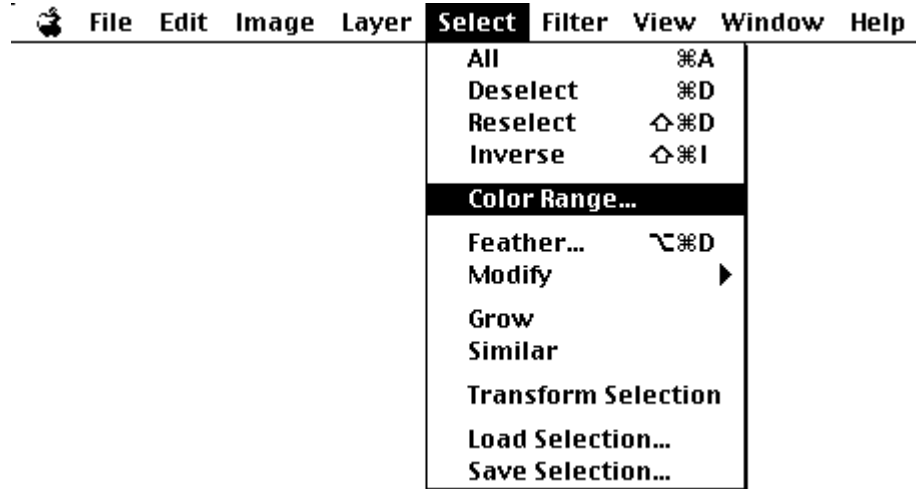 File Edit Image Layer Select Filter View Window Help
All ⌘A
Deselect ⌘D
Reselect ⇧⌘D
Inverse ⇧⌘I
Color Range...
Feather... ⌥⌘D
Modify
Grow
Similar
Transform Selection
Load Selection...
Save Selection...